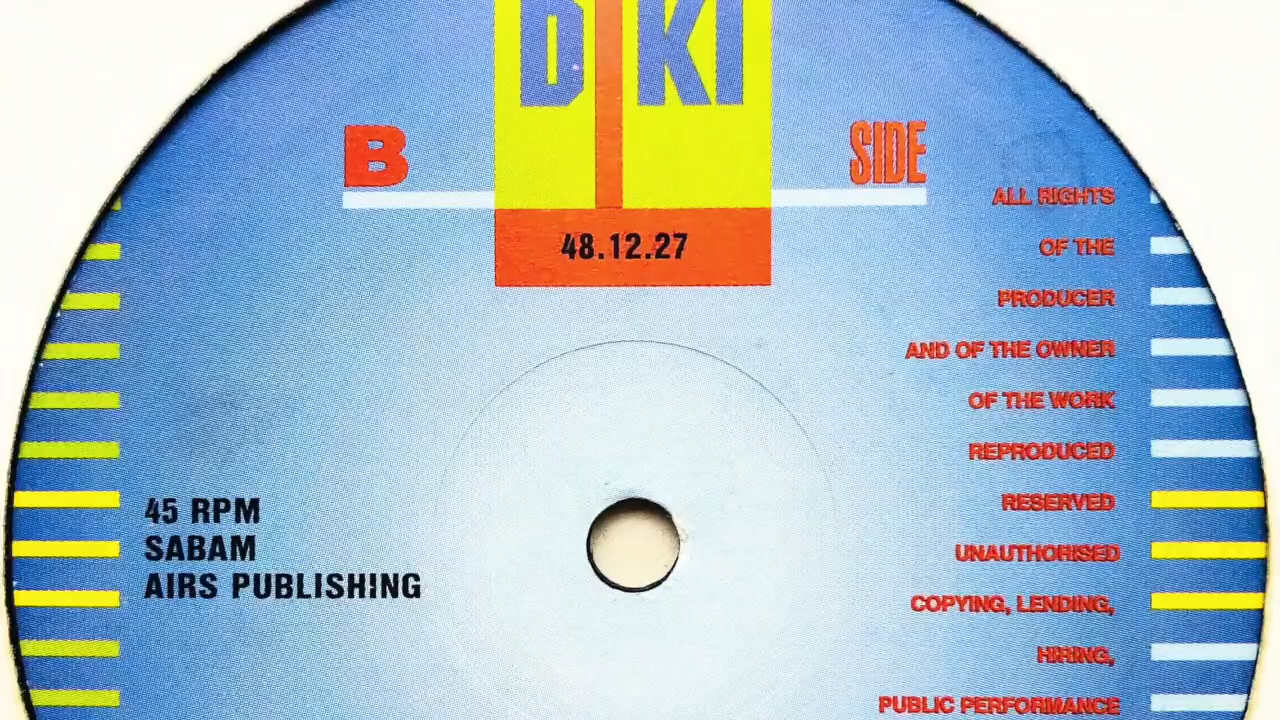 DIKI
B SIDE
48.12.27
ALL RIGHTS
OF THE
PRODUCER
AND OF THE OWNER
OF THE WORK
REPRODUCED
RESERVED
UNAUTHORISED
COPYING, LENDING,
HIRING,
PUBLIC PERFORMANCE
45 RPM
SABAM
AIRS PUBLISHING